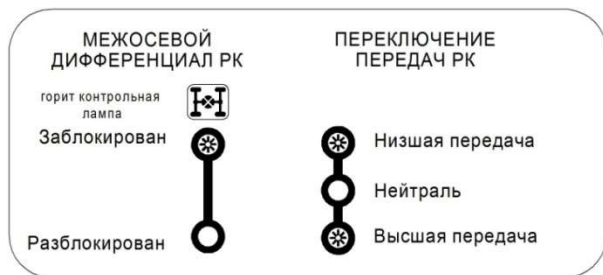 МЕЖОСЕВОЙ
ДИФФЕРЕНЦИАЛ РК
горит контрольная
лампа
Заблокирован
Разблокирован
ПЕРЕКЛЮЧЕНИЕ
ПЕРЕДАЧ РК
Низшая передача
Нейтраль
Высшая передача